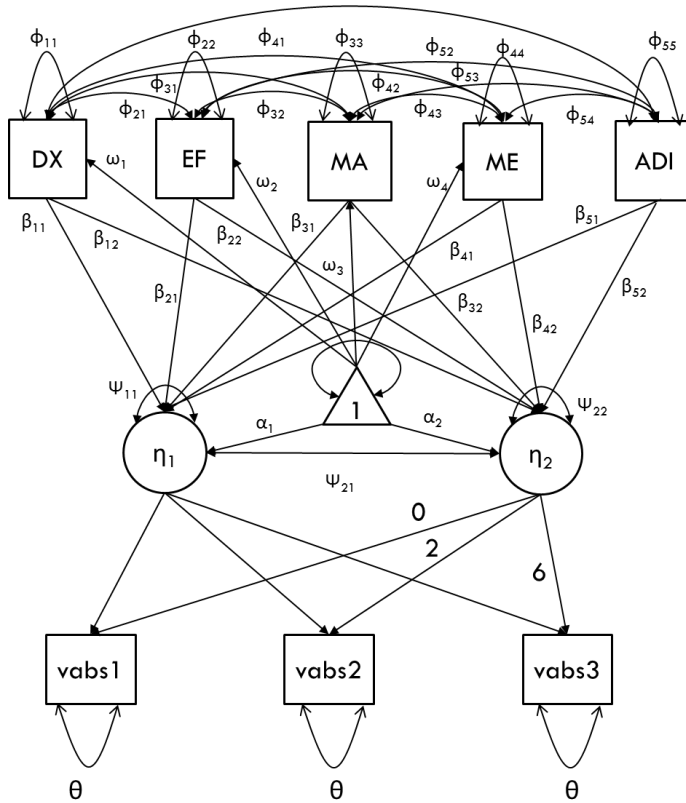 ϕ11 ϕ22 ϕ41 ϕ33 ϕ52 ϕ44 ϕ55
ϕ31 ϕ42 ϕ53
ϕ21 ϕ32 ϕ43 ϕ54
DX EF MA ME ADI
ω1 ω2 ω4
β11 β12 β22 β31 β41 β51
ω3
β21 β32 β42 β52
Ψ11 1 Ψ22
α1 α2
η1 η2
Ψ21
0
2
6
vabs1 vabs2 vabs3
θ θ θ